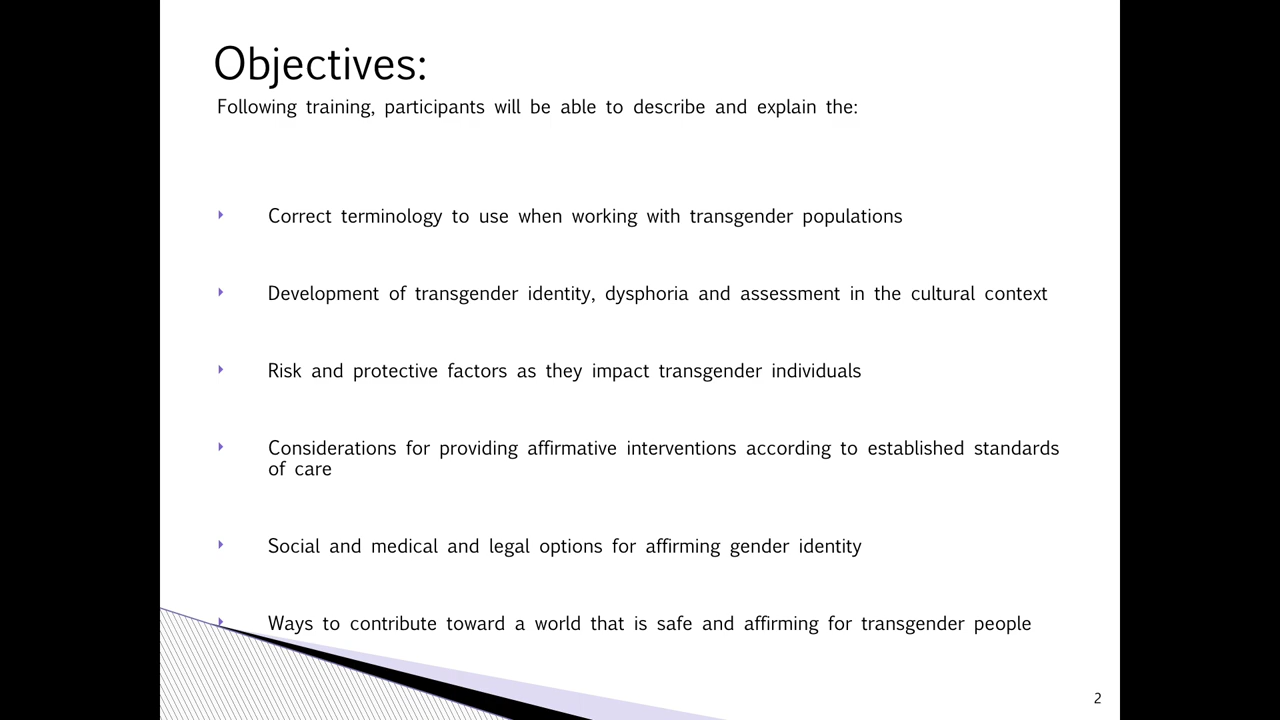 Objectives:
Following training, participants will be able to describe and explain the:
Correct terminology to use when working with transgender populations
Development of transgender identity, dysphoria and assessment in the cultural context
Risk and protective factors as they impact transgender individuals
Considerations for providing affirmative interventions according to established standards
of care
Social and medical and legal options for affirming gender identity
Ways to contribute toward a world that is safe and affirming for transgender people
2